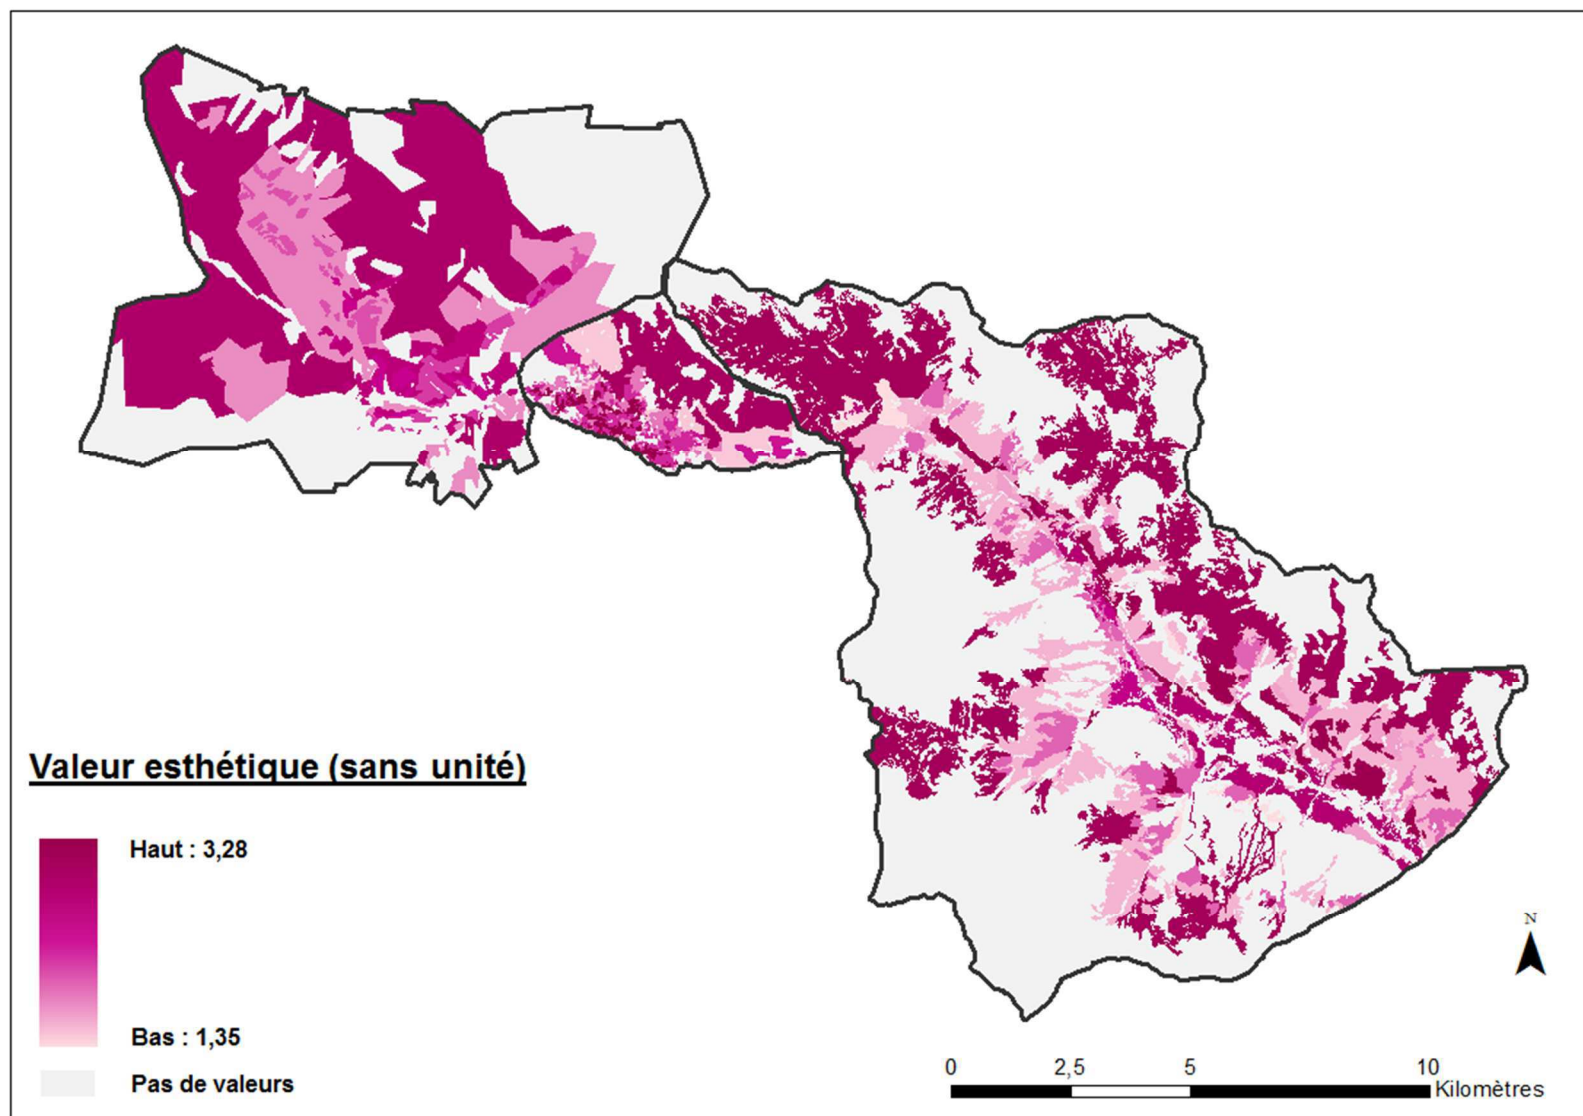 Valeur esthétique (sans unité)
Haut : 3,28
Bas : 1,35
Pas de valeurs
N
0 2,5 5 10
Kilomètres